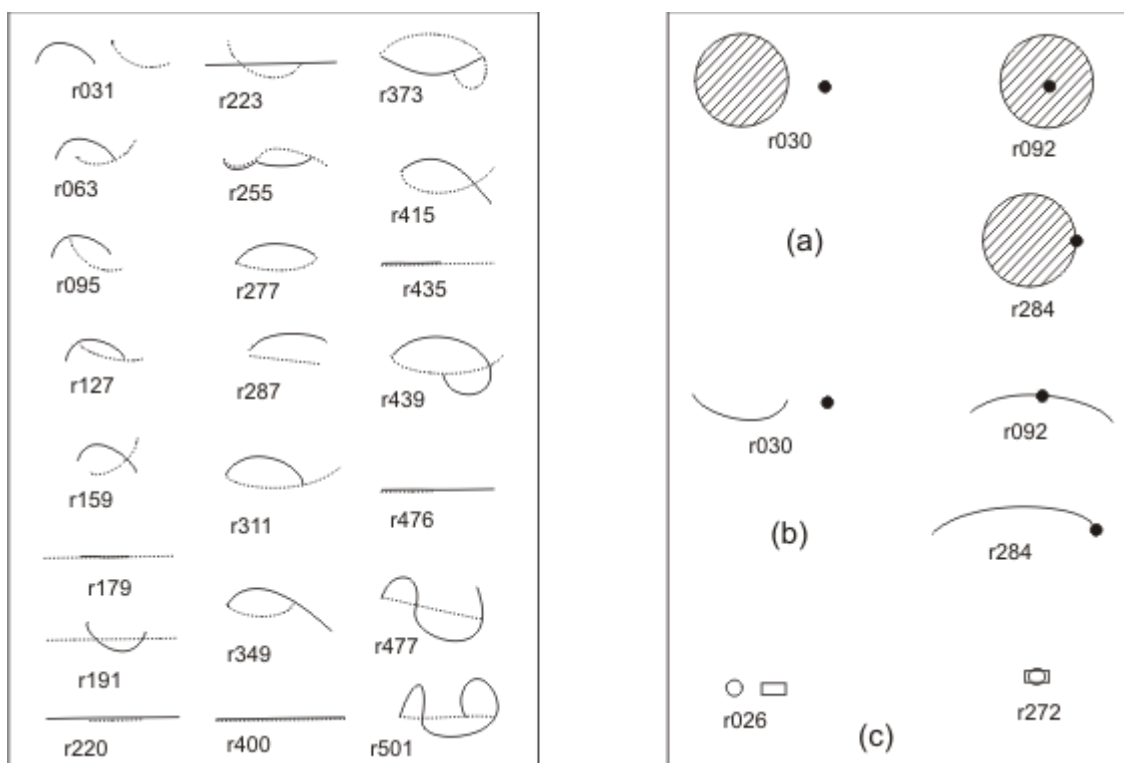 r031
r223
r373
r063
r255
r415
r095
r277
r435
r127
r287
r439
r159
r311
r476
r179
r349
r477
r191
r220
r400
r501
r030
r092
(a)
r284
r030
r092
(b)
r284
r026
r272
(c)